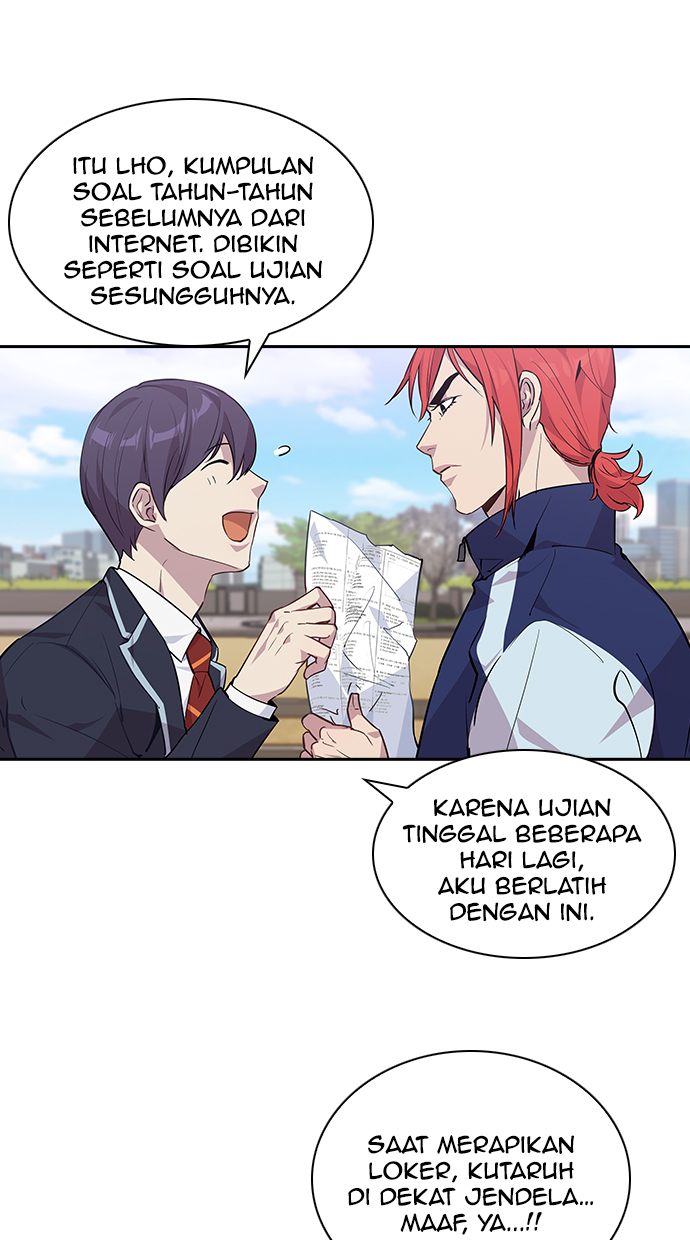 ITU LHO, KUMPULAN
SOAL TAHUN-TAHUN
SEBELUMNYA DARI
INTERNET. DIBIKIN
SEPERTI SOAL UJIAN
SESUNGGUHNYA.
KARENA UJIAN
TINGGAL BEBERAPA
HARI LAGI,
AKU BERLATIH
DENGAN INI.
SAAT MERAPIKAN
LOKER, KUTARUH
DI DEKAT JENDELA...
MAAF, YA...!!